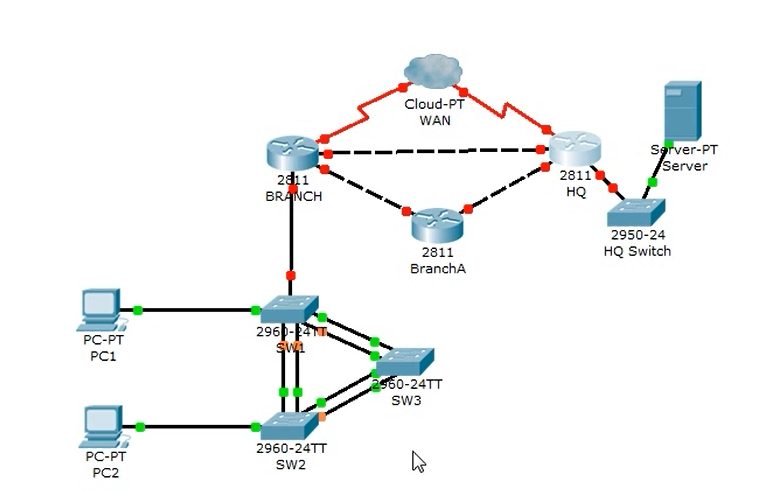 Cloud-PT
WAN
Server-PT
Server
2811
BRANCH
2811
HQ
2950-24
HQ Switch
2811
BranchA
PC-PT
PC1
2960-24TT
SW1
2960-24TT
SW3
PC-PT
PC2
2960-24TT
SW2